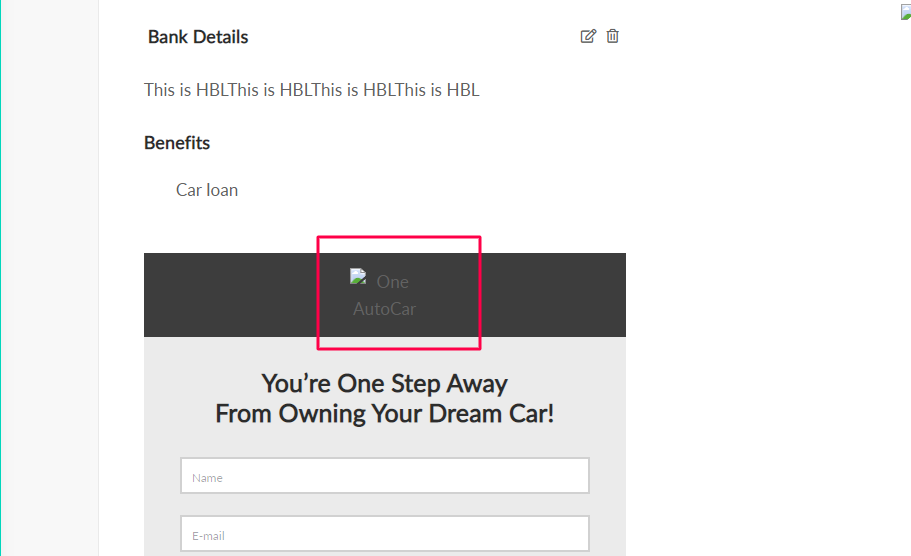 Bank Details
This is HBLThis is HBLThis is HBLThis is HBL
Benefits
Car loan
One
AutoCar
You’re One Step Away
From Owning Your Dream Car!
Name
E-mail